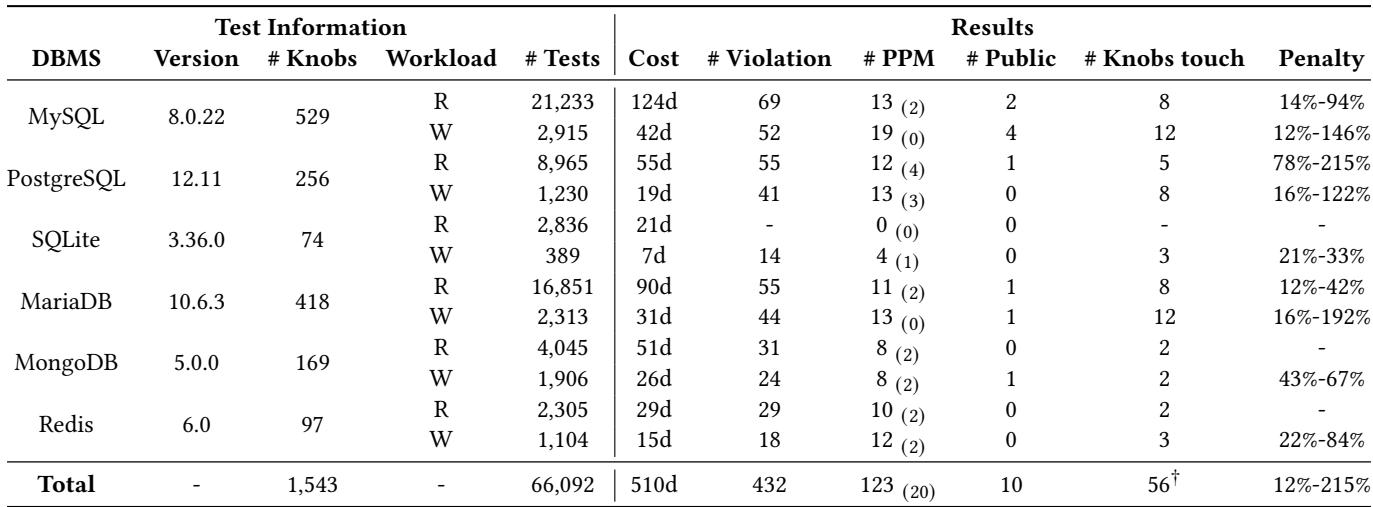 Test Information Results
DBMS Version # Knobs Workload # Tests Cost # Violation # PPM # Public # Knobs touch Penalty
MySQL 8.0.22 529 R 21,233 124d 69 13 (2) 2 8 14%-94%
W 2,915 42d 52 19 (0) 4 12 12%-146%
PostgreSQL 12.11 256 R 8,965 55d 55 12 (4) 1 5 78%-215%
W 1,230 19d 41 13 (3) 0 8 16%-122%
SQLite 3.36.0 74 R 2,836 21d - 0 (0) 0 - -
W 389 7d 14 4 (1) 0 3 21%-33%
MariaDB 10.6.3 418 R 16,851 90d 55 11 (2) 1 8 12%-42%
W 2,313 31d 44 13 (0) 1 12 16%-192%
MongoDB 5.0.0 169 R 4,045 51d 31 8 (2) 0 2 -
W 1,906 26d 24 8 (2) 1 2 43%-67%
Redis 6.0 97 R 2,305 29d 29 10 (2) 0 2 -
W 1,104 15d 18 12 (2) 0 3 22%-84%
Total - 1,543 - 66,092 510d 432 123 (20) 10 56† 12%-215%